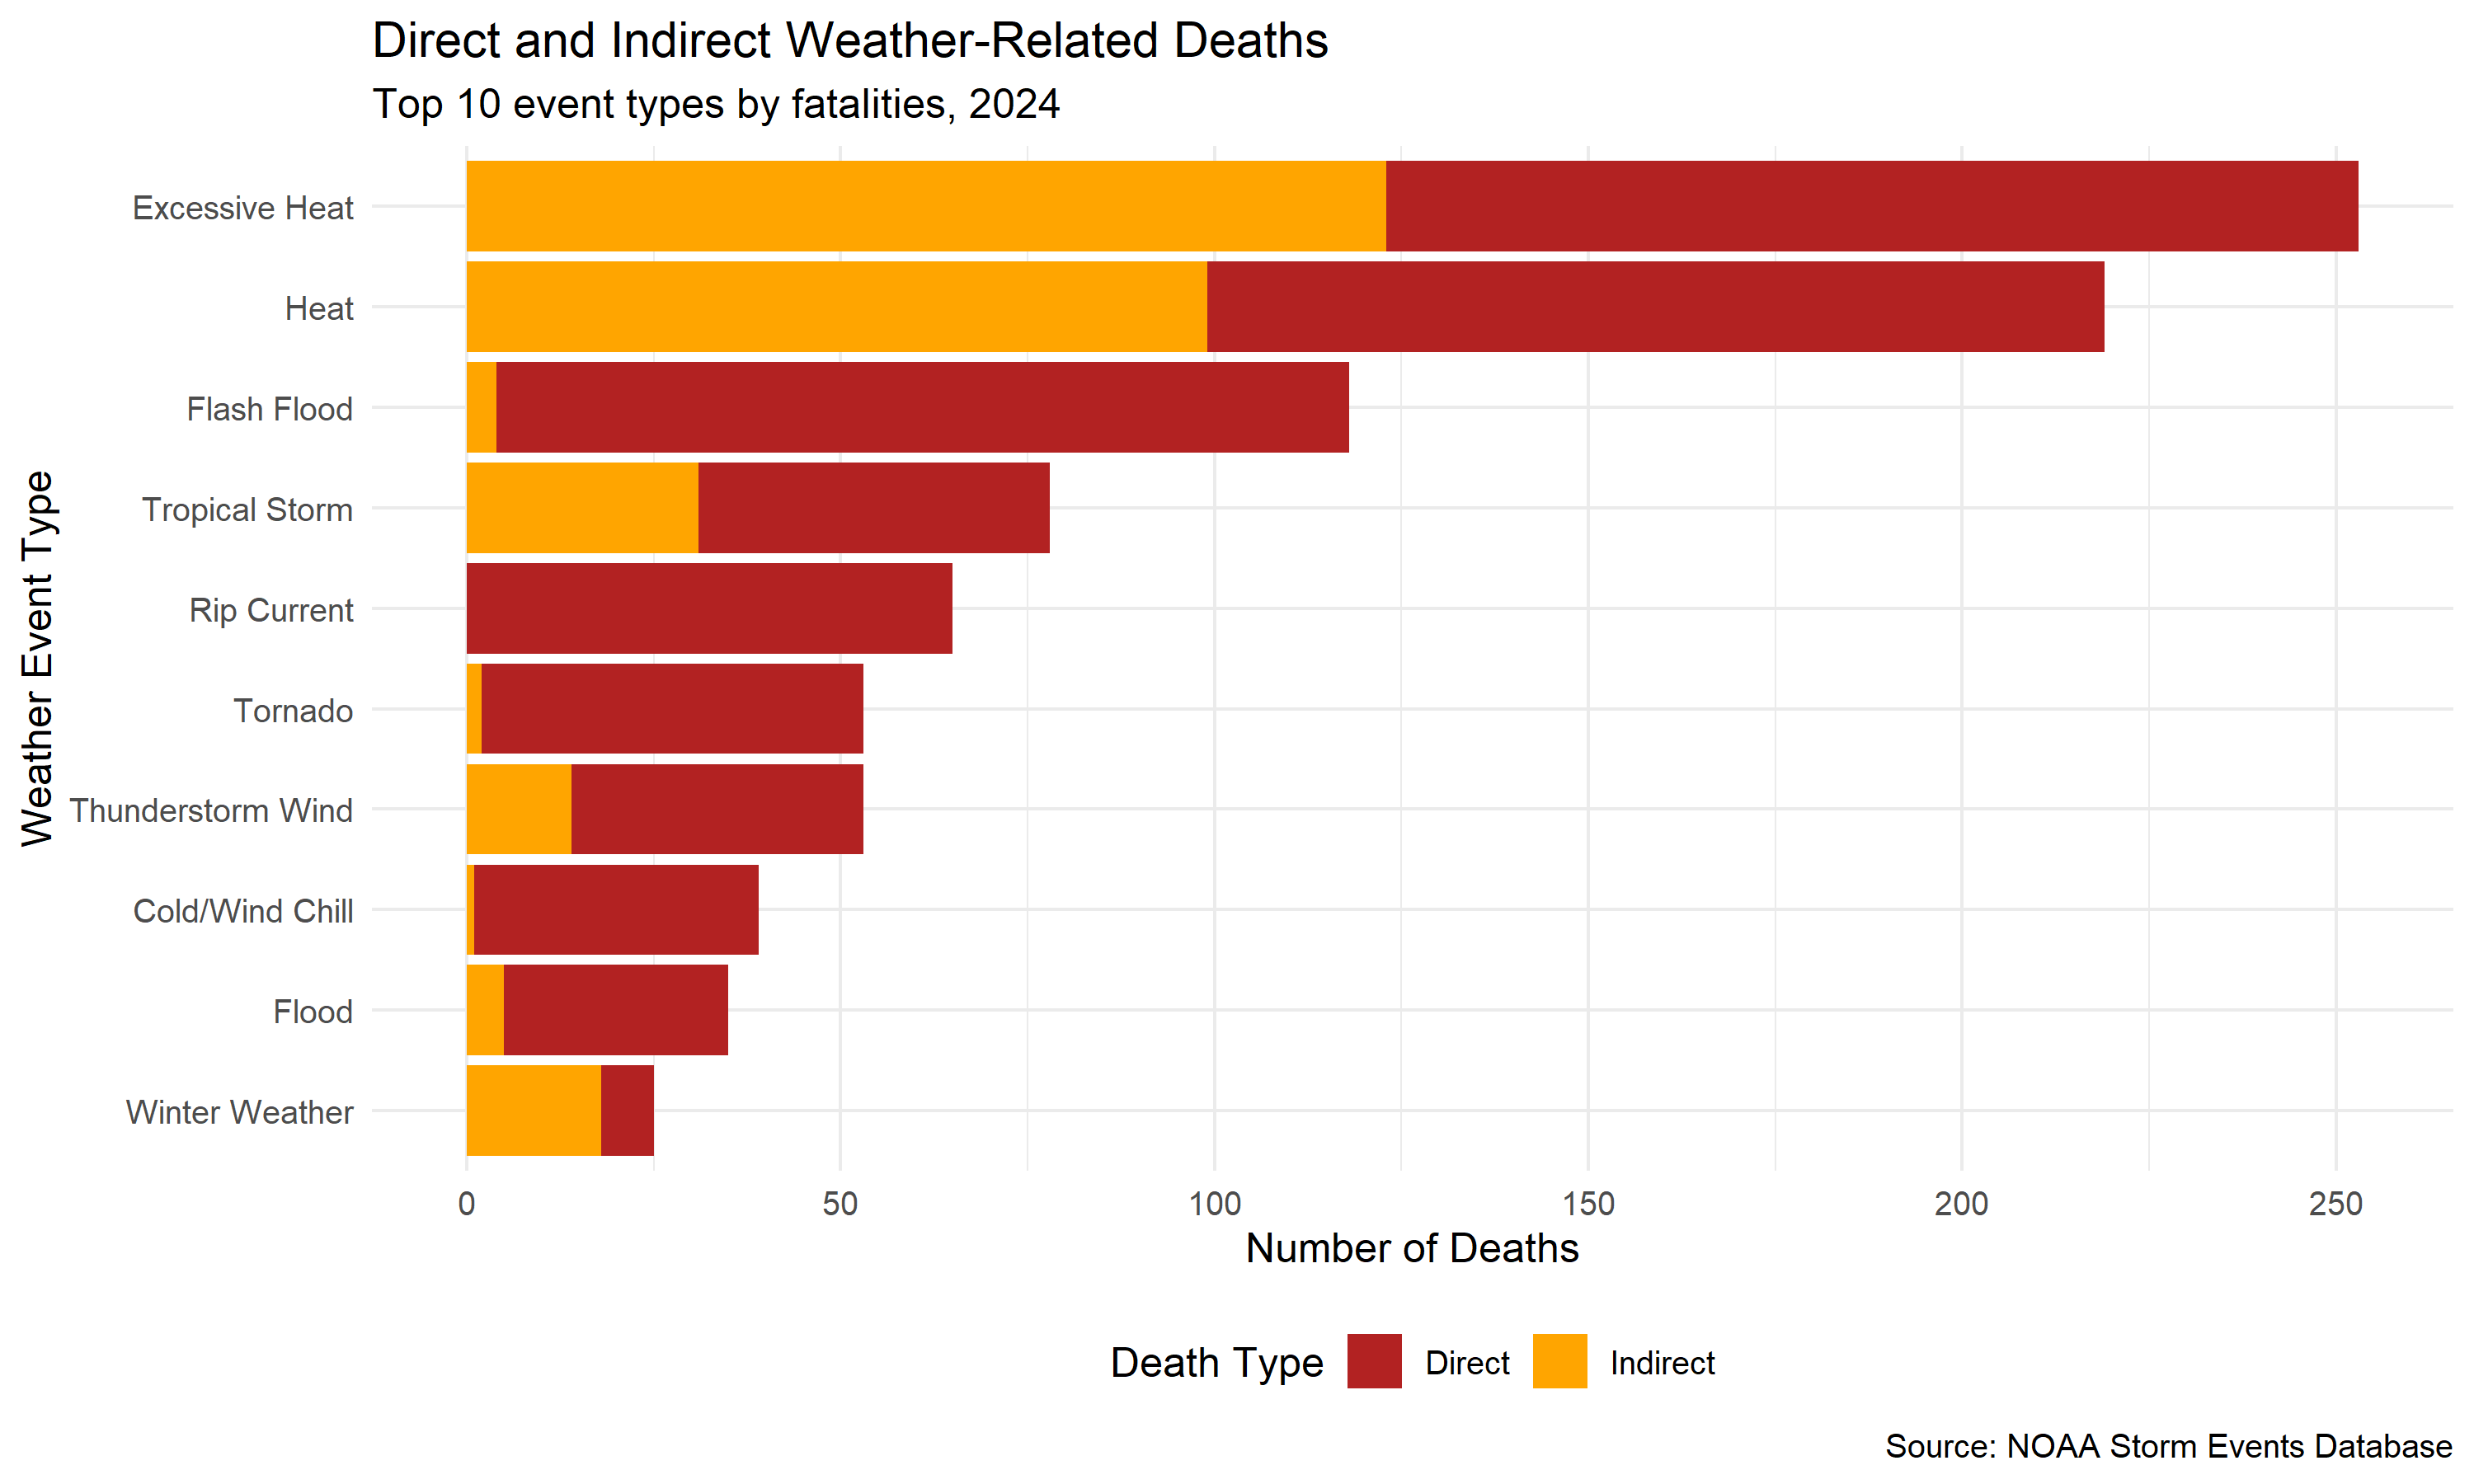 Direct and Indirect Weather-Related Deaths
Top 10 event types by fatalities, 2024
Weather Event Type
Excessive Heat
Heat
Flash Flood
Tropical Storm
Rip Current
Tornado
Thunderstorm Wind
Cold/Wind Chill
Flood
Winter Weather
0 50 100 150 200 250
Number of Deaths
Death Type Direct Indirect
Source: NOAA Storm Events Database